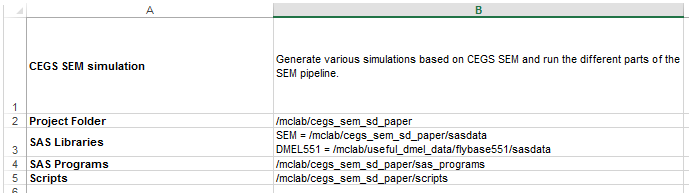 A B
CEGS SEM simulation
Generate various simulations based on CEGS SEM and run the different parts of the
SEM pipeline.
1
2 Project Folder /mclab/cegs_sem_sd_paper
SAS Libraries
SEM = /mclab/cegs_sem_sd_paper/sasdata
3 DMEL551 = /mclab/useful_dmel_data/flybase551/sasdata
4 SAS Programs /mclab/cegs_sem_sd_paper/sas_programs
5 Scripts /mclab/cegs_sem_sd_paper/scripts
6